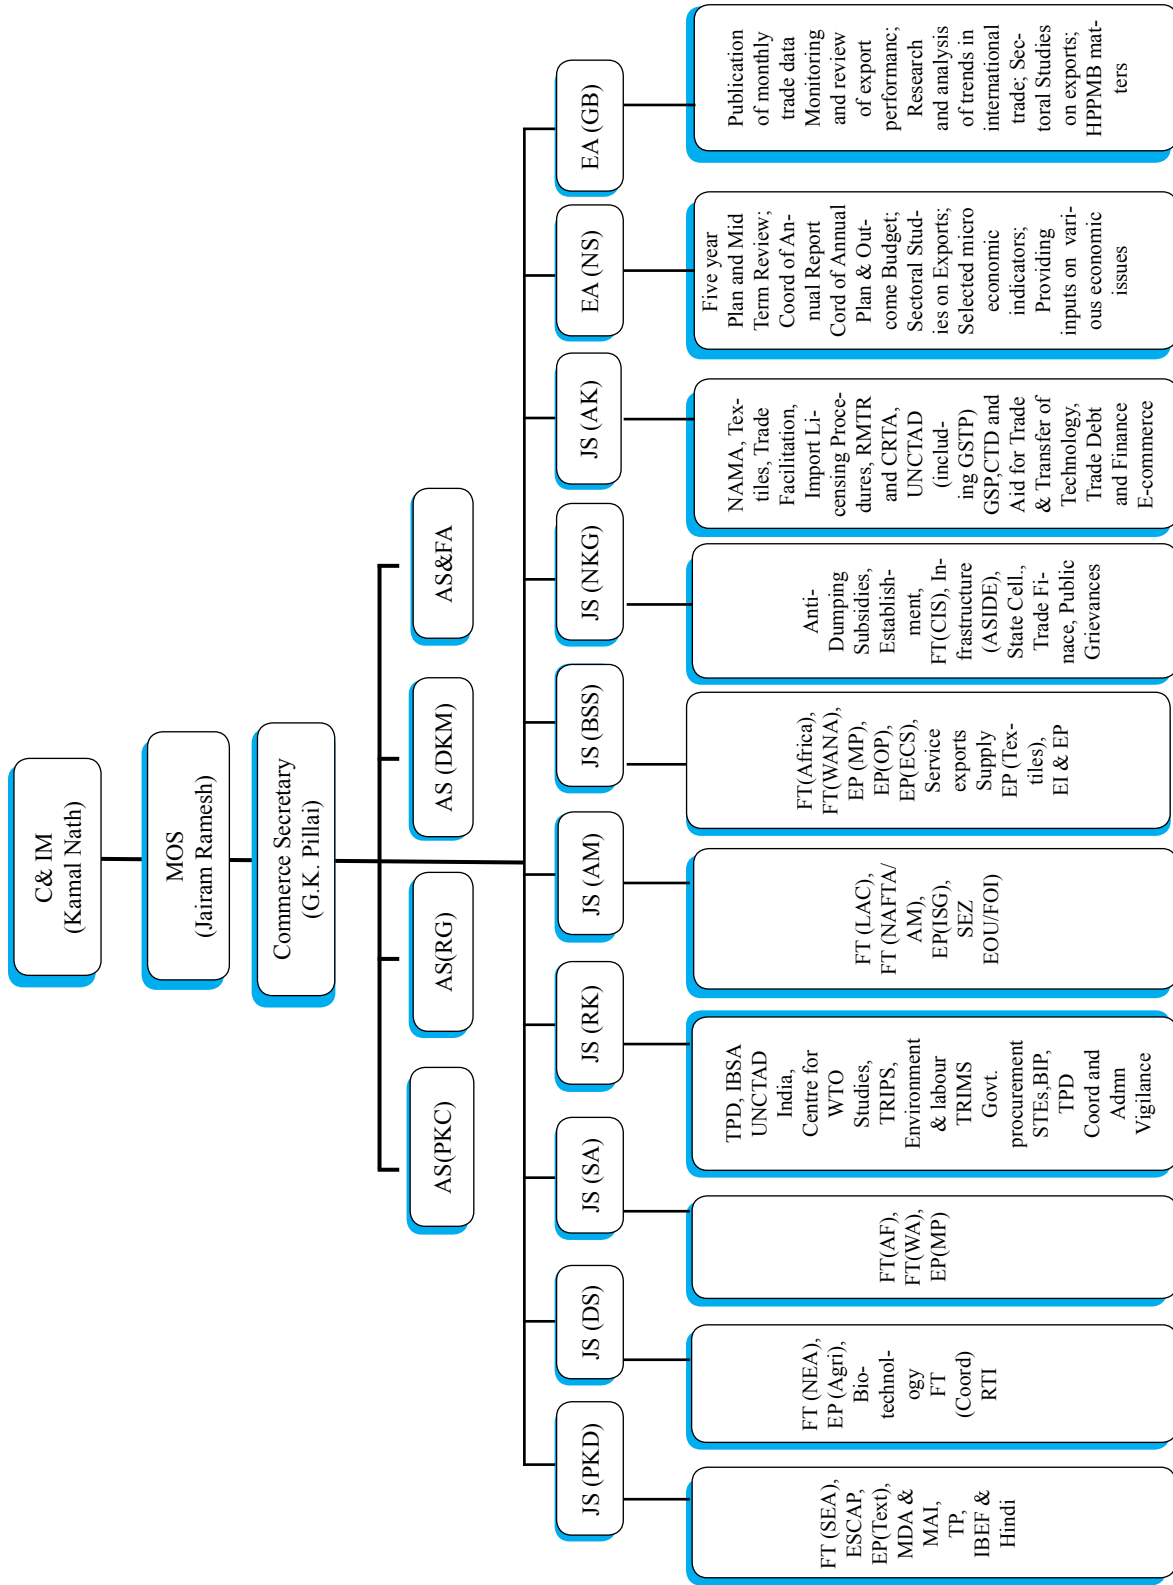 C& IM
(Kamal Nath)
MOS
(Jairam Ramesh)
Commerce Secretary
(G.K. Pillai)
AS(PKC)
AS(RG)
AS (DKM)
AS&FA
JS (PKD)
JS (DS)
JS (SA)
JS (RK)
JS (AM)
JS (BSS)
JS (NKG)
JS (AK)
EA (NS)
EA (GB)
FT (SEA),
ESCAP,
EP(Text),
MDA &
MAI,
TP,
IBEF &
Hindi
FT (NEA),
EP (Agri),
Bio-
technol-
ogy
FT
(Coord)
RTI
FT(AF),
FT(WA),
EP(MP)
TPD, IBSA
UNCTAD
India,
Centre for
WTO
Studies,
TRIPS,
Environment
& labour
TRIMS
Govt.
procurement
STEs,BIP,
TPD
Coord and
Admn
Vigilance
FT (LAC),
FT (NAFTA/
AM),
EP(ISG),
SEZ
EOU/FOI)
FT(Africa),
FT(WANA),
EP (MP),
EP(OP),
EP(ECS),
Service
exports
Supply
EP (Tex-
tiles),
EI & EP
Anti-
Dumping
Subsidies,
Establish-
ment,
FT(CIS), In-
frastructure
(ASIDE),
State Cell.,
Trade Fi-
nace, Public
Grievances
NAMA, Tex-
tiles, Trade
Facilitation,
Import Li-
censing Proce-
dures, RMTR
and CRTA,
UNCTAD
(includ-
ing GSTP)
GSP,CTD and
Aid for Trade
& Transfer of
Technology,
Trade Debt
and Finance
E-commerce
Five year
Plan and Mid
Term Review;
Coord of An-
nual Report
Cord of Annual
Plan & Out-
come Budget;
Sectoral Stud-
ies on Exports;
Selected micro
economic
indicators;
Providing
inputs on vari-
ous economic
issues
Publication
of monthly
trade data
Monitoring
and review
of export
performanc;
Research
and analysis
of trends in
international
trade; Sec-
toral Studies
on exports;
HPPMB mat-
ters